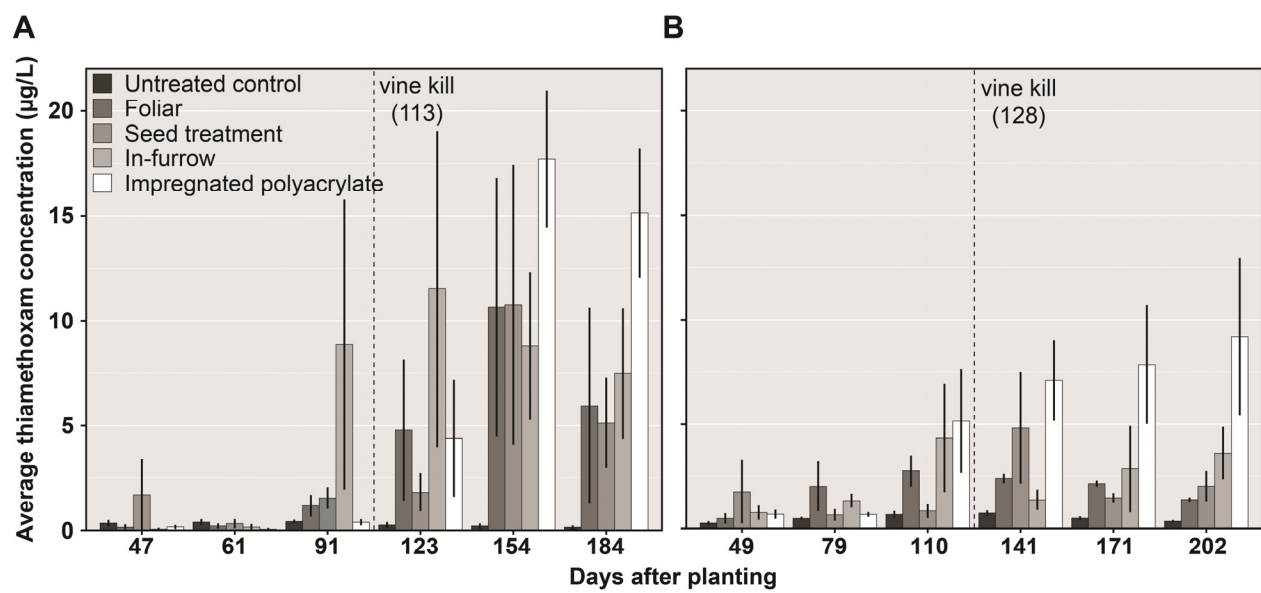 A
B
Average thiamethoxam concentration (µg/L)
20
15
10
5
0
Untreated control
Foliar
Seed treatment
In-furrow
Impregnated polyacrylate
vine kill
(113)
vine kill
(128)
47 61 91 123 154 184
49 79 110 141 171 202
Days after planting